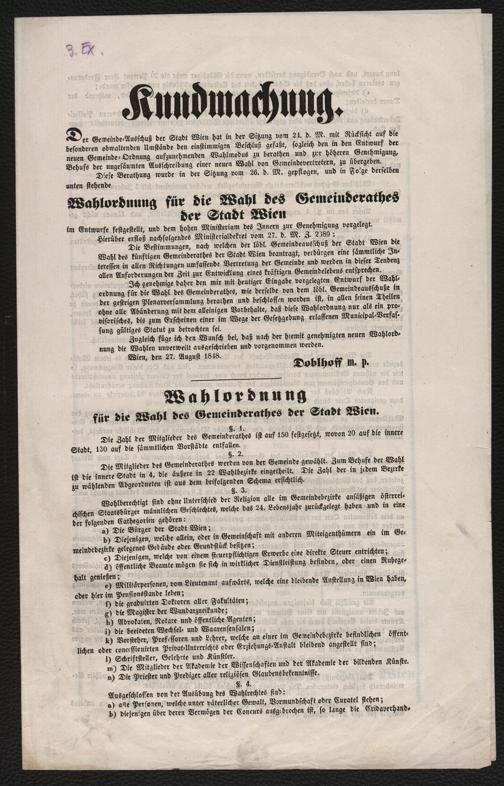 3. Ex.
Kundmachung.
Der Gemeinde-Ausschuß der Stadt Wien hat in der Sitzung vom 24. d. M. mit Rücksicht auf die
besonderen obwaltenden Umstände den einstimmigen Beschluß gefaßt, sogleich den in den Entwurf der
neuen Gemeinde-Ordnung aufzunehmenden Wahlmodus zu berathen und zur höheren Genehmigung,
Behufs der ungesäumten Ausschreibung einer neuen Wahl von Gemeindevertretern, zu übergeben.
Diese Berathung wurde in der Sitzung vom 26. d. M. gepflogen, und in Folge derselben
unten stehende
Wahlordnung für die Wahl des Gemeinderathes
der Stadt Wien
im Entwurfe festgestellt, und dem hohen Ministerium des Innern zur Genehmigung vorgelegt.
Hierüber erfloß nachfolgendes Ministerialdekret vom 27. d. M. Z. 2389:
Die Bestimmungen, nach welchen der löbl. Gemeindeausschuß der Stadt Wien die
Wahl des künftigen Gemeinderathes der Stadt Wien beantragt, verbürgen eine sämmtliche In-
teressen in allen Richtungen umfassende Vertretung der Gemeinde und werden in dieser Tendenz
allen Anforderungen der Zeit zur Entwicklung eines kräftigen Gemeindelebens entsprechen.
Ich genehmige daher den mir mit heutiger Eingabe vorgelegten Entwurf der Wahl-
ordnung für die Wahl des Gemeinderathes, wie derselbe von dem löbl. Gemeindeausschuße in
der gestrigen Plenarversammlung berathen und beschlossen worden ist, in allen seinen Theilen
ohne alle Abänderung mit dem alleinigen Vorbehalte, daß diese Wahlordnung nur als ein pro-
visorisches, bis zum Erscheinen einer im Wege der Gesetzgebung erlassenen Municipal-Verfas-
sung gültiges Statut zu betrachten sei.
Zugleich füge ich den Wunsch bei, daß nach der hiemit genehmigten neuen Wahlord-
nung die Wahlen unverweilt ausgeschrieben und vorgenommen werden.
Wien, den 27. August 1848.
Doblhoff m. p.
Wahlordnung
für die Wahl des Gemeinderathes der Stadt Wien.
§. 1.
Die Zahl der Mitglieder des Gemeinderathes ist auf 150 festgesetzt, wovon 20 auf die innere
Stadt, 130 auf die sämmtlichen Vorstädte entfallen.
§. 2.
Die Mitglieder des Gemeinderathes werden von der Gemeinde gewählt. Zum Behufe der Wahl
ist die innere Stadt in 4, die äußere in 22 Wahlbezirke eingetheilt. Die Zahl der in jedem Bezirke
zu wählenden Abgeordneten ist aus dem beifolgenden Schema ersichtlich.
§. 3.
Wahlberechtigt sind ohne Unterschied der Religion alle im Gemeindebezirke ansäßigen österrei-
chischen Staatsbürger männlichen Geschlechtes, welche das 24. Lebensjahr zurückgelegt haben und in eine
der folgenden Cathegorien gehören:
a) Die Bürger der Stadt Wien;
b) Diejenigen, welche allein, oder in Gemeinschaft mit anderen Miteigenthümern ein im Ge-
meindebezirke gelegenes Gebäude oder Grundstück besitzen;
c) Diejenigen, welche von einem steuerpflichtigen Erwerbe eine direkte Steuer entrichten;
d) öffentliche Beamte mögen sie sich in wirklicher Dienstleistung befinden, oder einen Ruhege-
halt genießen;
e) Militärpersonen, vom Lieutenant aufwärts, welche eine bleibende Anstellung in Wien haben,
oder hier im Pensionsstande leben;
f) die graduirten Doktoren aller Fakultäten;
g) die Magister der Wundarzneikunde;
h) Advokaten, Notare und öffentliche Agenten;
i) die beeideten Wechsel- und Waarensensalen;
k) Vorsteher, Professoren und Lehrer, welche an einer im Gemeindebezirke befindlichen öffent-
lichen oder concessionirten Privat-Unterrichts oder Erziehungs-Anstalt bleibend angestellt sind;
l) Schriftsteller, Gelehrte und Künstler.
m) Die Mitglieder der Akademie der Wissenschaften und der Akademie der bildenden Künste.
n) Die Priester und Prediger aller religiösen Glaubensbekenntnisse.
§. 4.
Ausgeschlossen von der Ausübung des Wahlrechtes sind:
a) alle Personen, welche unter väterlicher Gewalt, Vormundschaft oder Curatel stehen;
b) diejenigen über deren Vermögen der Concurs ausgebrochen ist, so lange die Cridaverhand-